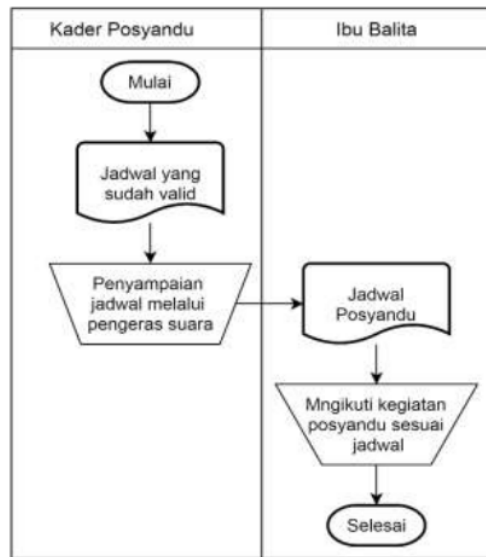 Kader Posyandu
Ibu Balita
Mulai
Jadwal yang
sudah valid
Penyampaian
jadwal melalui
pengeras suara
Jadwal
Posyandu
Mngikuti kegiatan
posyandu sesuai
jadwal
Selesai